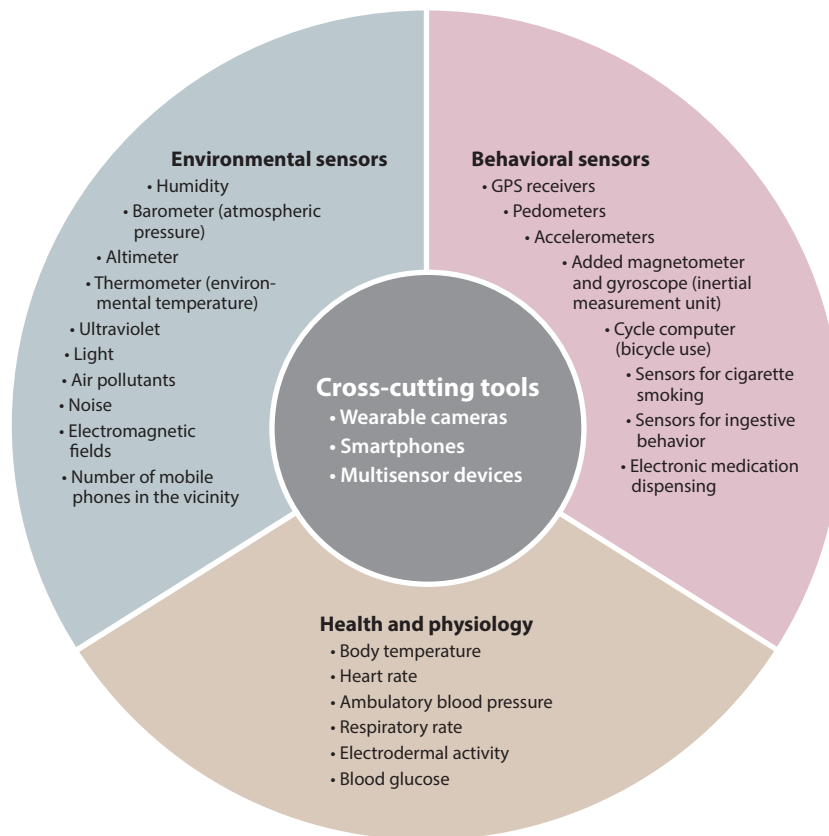 Environmental sensors
• Humidity
• Barometer (atmospheric
pressure)
• Altimeter
• Thermometer (environ-
mental temperature)
• Ultraviolet
• Light
• Air pollutants
• Noise
• Electromagnetic
fields
• Number of mobile
phones in the vicinity
Behavioral sensors
• GPS receivers
• Pedometers
• Accelerometers
• Added magnetometer
and gyroscope (inertial
measurement unit)
• Cycle computer
(bicycle use)
• Sensors for cigarette
smoking
• Sensors for ingestive
behavior
• Electronic medication
dispensing
Cross-cutting tools
• Wearable cameras
• Smartphones
• Multisensor devices
Health and physiology
• Body temperature
• Heart rate
• Ambulatory blood pressure
• Respiratory rate
• Electrodermal activity
• Blood glucose